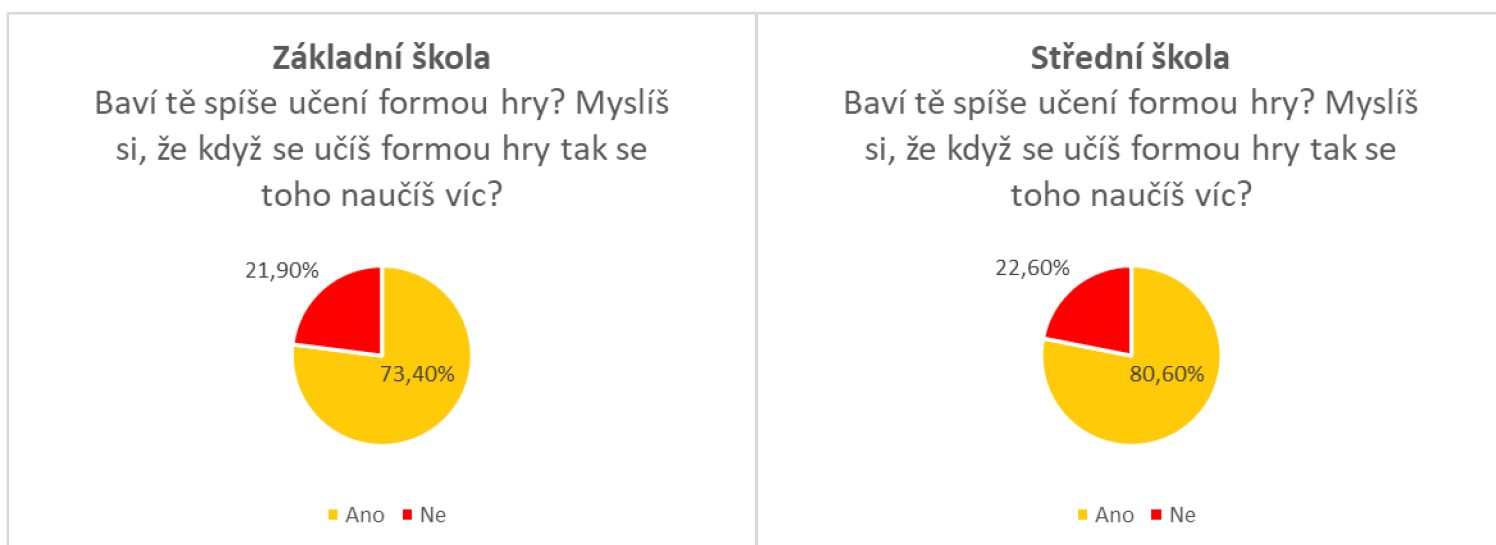 Základní škola
Baví tě spíše učení formou hry? Myslíš
si, že když se učíš formou hry tak se
toho naučíš víc?
21,90%
73,40%
Ano Ne
Střední škola
Baví tě spíše učení formou hry? Myslíš
si, že když se učíš formou hry tak se
toho naučíš víc?
22,60%
80,60%
Ano Ne